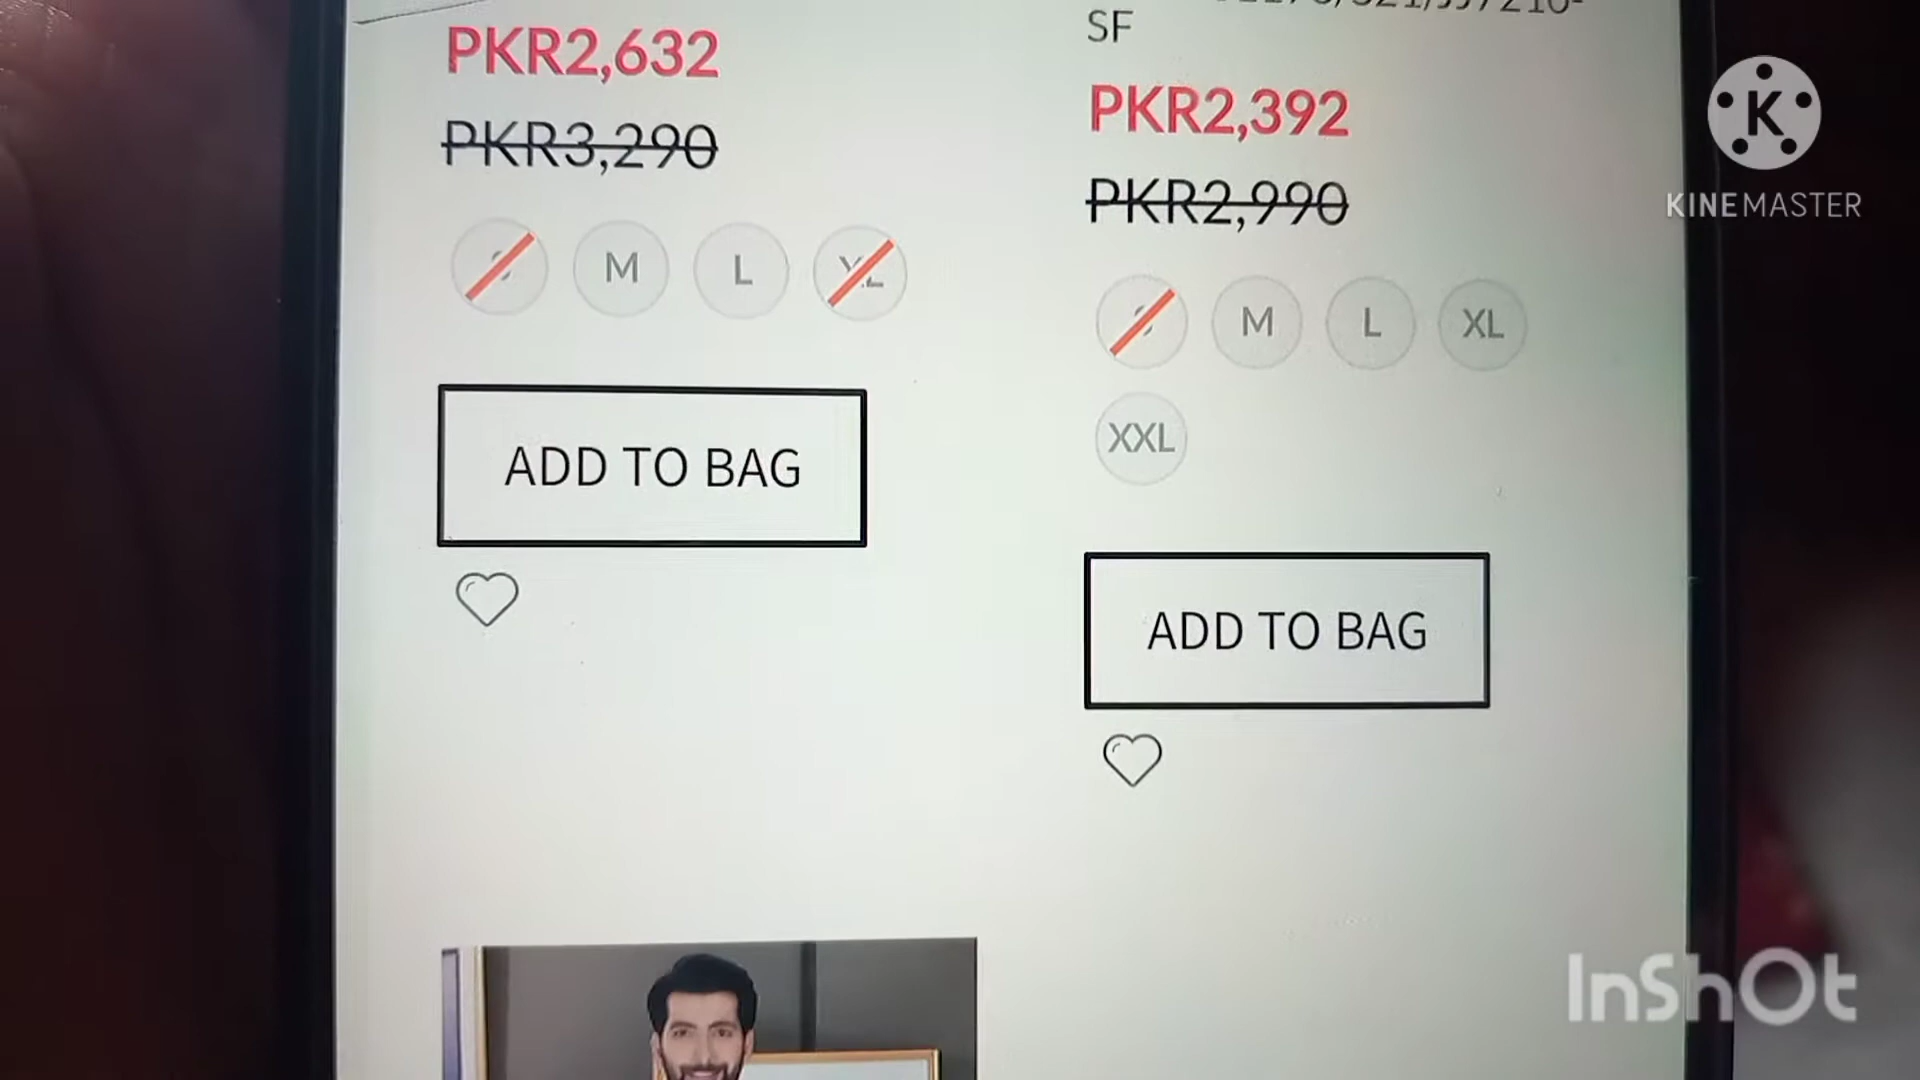 PKR2,632
PKR3,290
M L XL
ADD TO BAG
SF
PKR2,392
PKR2,990
M L XL
XXL
ADD TO BAG
K
KINEMASTER
InShOt